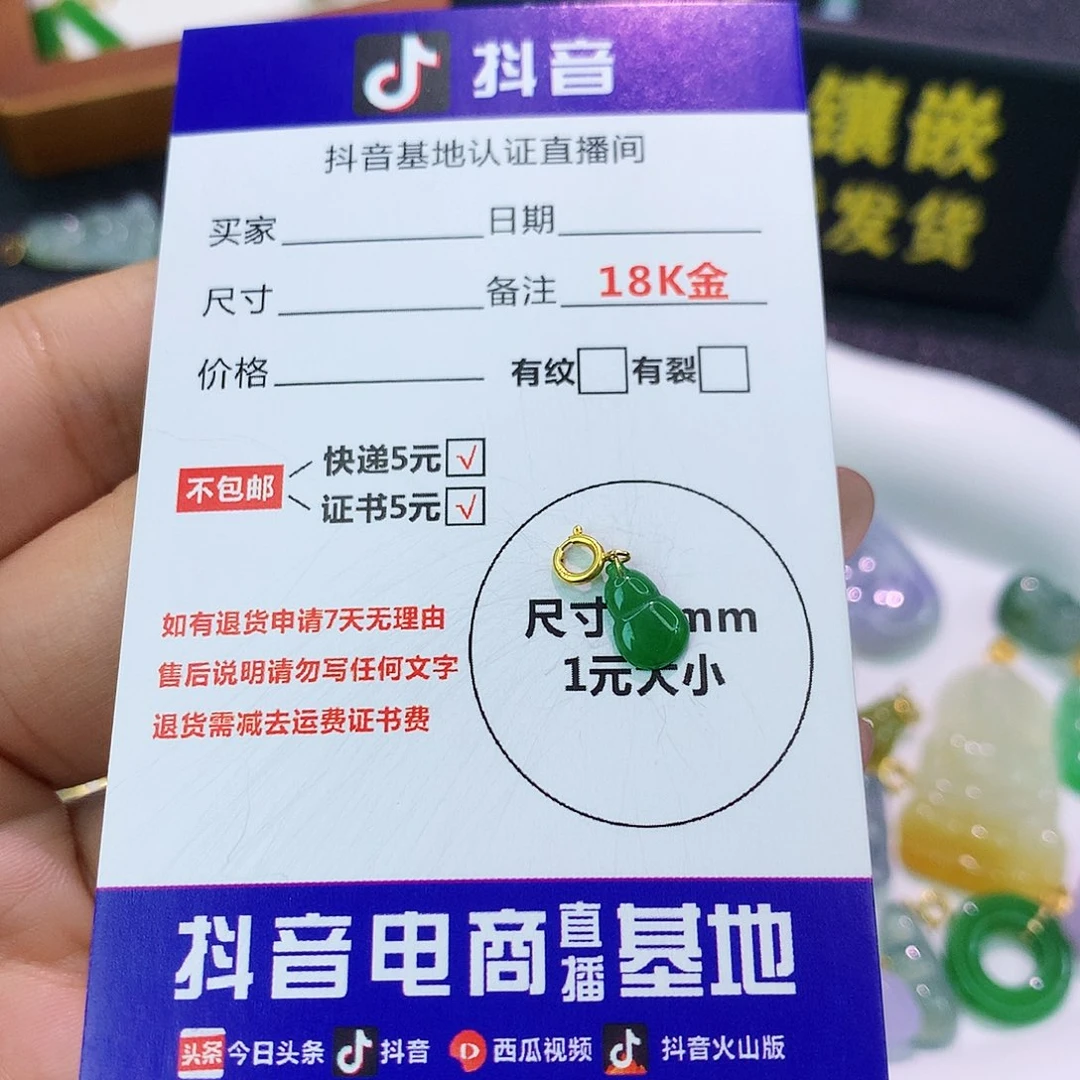 抖音
抖音基地认证直播间
买家 日期
尺寸 备注 18K金
价格 有纹 有裂
不包邮
快递5元 √
证书5元 √
如有退货申请7天无理由
售后说明请勿写任何文字
退货需减去运费证书费
尺寸 mm
1元大小
抖音电商直播基地
头条 今日头条 抖音 西瓜视频 抖音火山版
镶嵌
发货